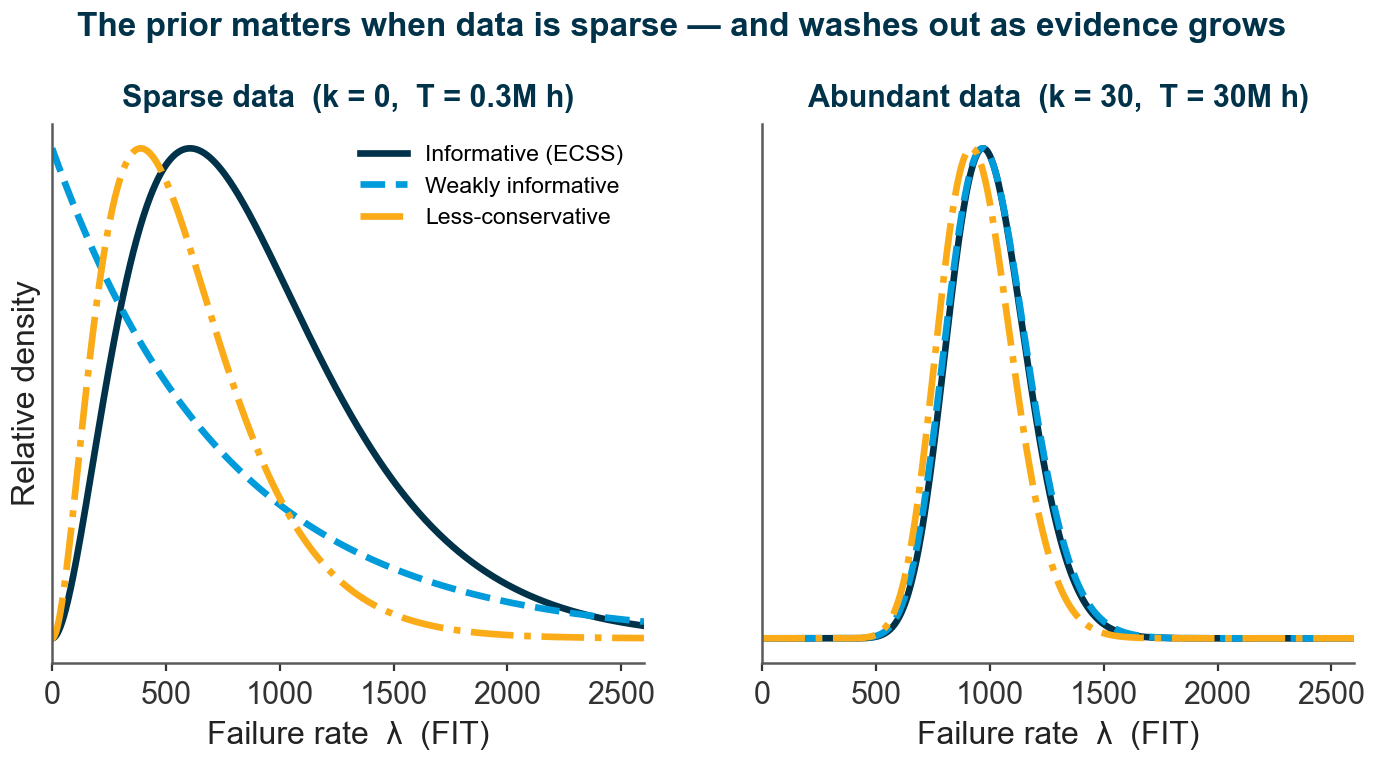 The prior matters when data is sparse — and washes out as evidence grows
Sparse data (k = 0, T = 0.3M h)
Informative (ECSS)
Weakly informative
Less-conservative
Relative density
0 500 1000 1500 2000 2500
Failure rate λ (FIT)
Abundant data (k = 30, T = 30M h)
0 500 1000 1500 2000 2500
Failure rate λ (FIT)